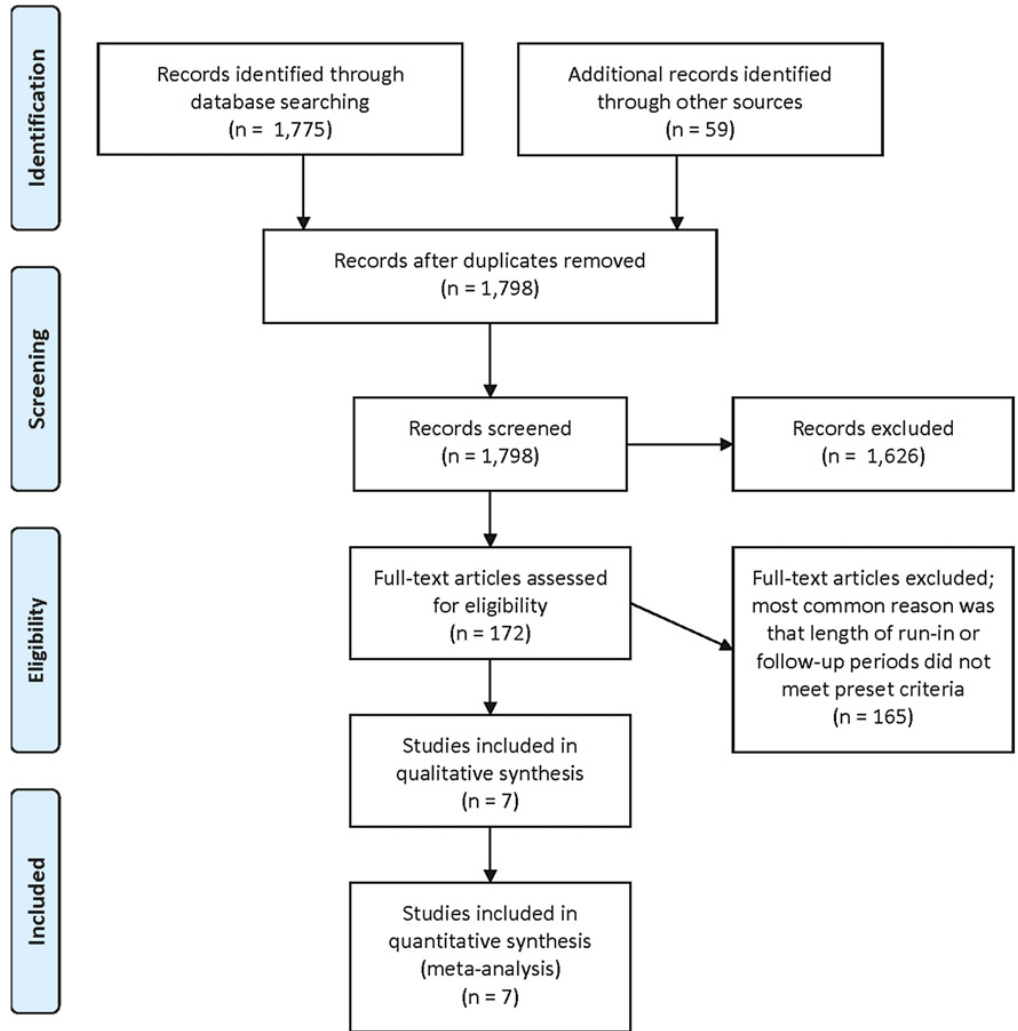 Identification
Records identified through
database searching
(n =  1,775)
Additional records identified
through other sources
(n = 59)
Records after duplicates removed
(n = 1,798)
Screening
Records screened
(n = 1,798)
Records excluded
(n =  1,626)
Eligibility
Full-text articles assessed
for eligibility
(n = 172)
Full-text articles excluded;
most common reason was
that length of run-in or
follow-up periods did not
meet preset criteria
(n = 165)
Studies included in
qualitative synthesis
(n = 7)
Included
Studies included in
quantitative synthesis
(meta-analysis)
(n = 7)